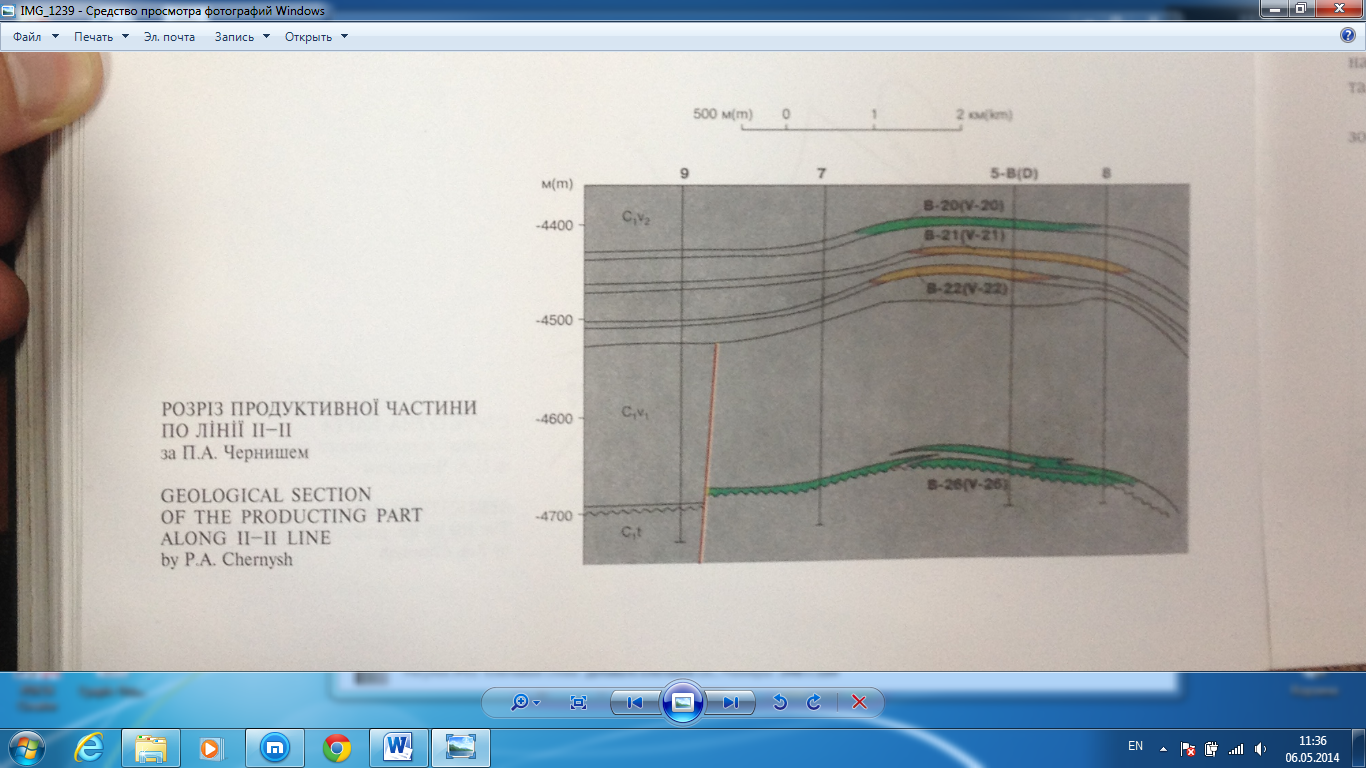 IMG_1239 - Средство просмотра фотографий Windows
Файл Печать Эл. почта Запись Открыть
на
та
зо
500 м(m) 0 1 2 км(km)
9 7 5-В(D) 8
м(m)
-4400
-4500
-4600
-4700
C₁v₂
В-20(V-20)
В-21(V-21)
В-22(V-22)
C₁v₁
В-26(V-26)
C₁t
РОЗРІЗ ПРОДУКТИВНОЇ ЧАСТИНИ
ПО ЛІНІЇ II–II
за П.А. Чернишем
GEOLOGICAL SECTION
OF THE PRODUCTING PART
ALONG II–II LINE
by P.A. Chernysh
EN
11:36
06.05.2014